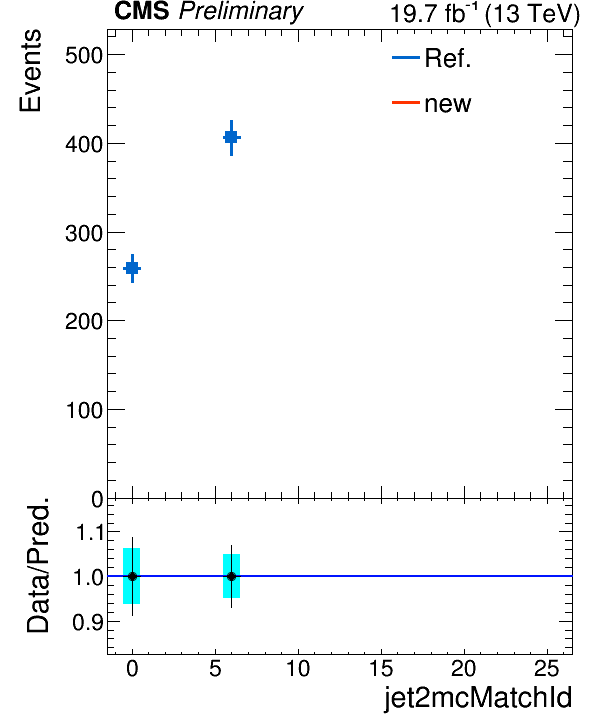 CMS Preliminary 19.7 fb⁻¹ (13 TeV)
Events
500
400
300
200
100
0
Ref.
new
Data/Pred.
1.1
1.0
0.9
0 5 10 15 20 25
jet2mcMatchId